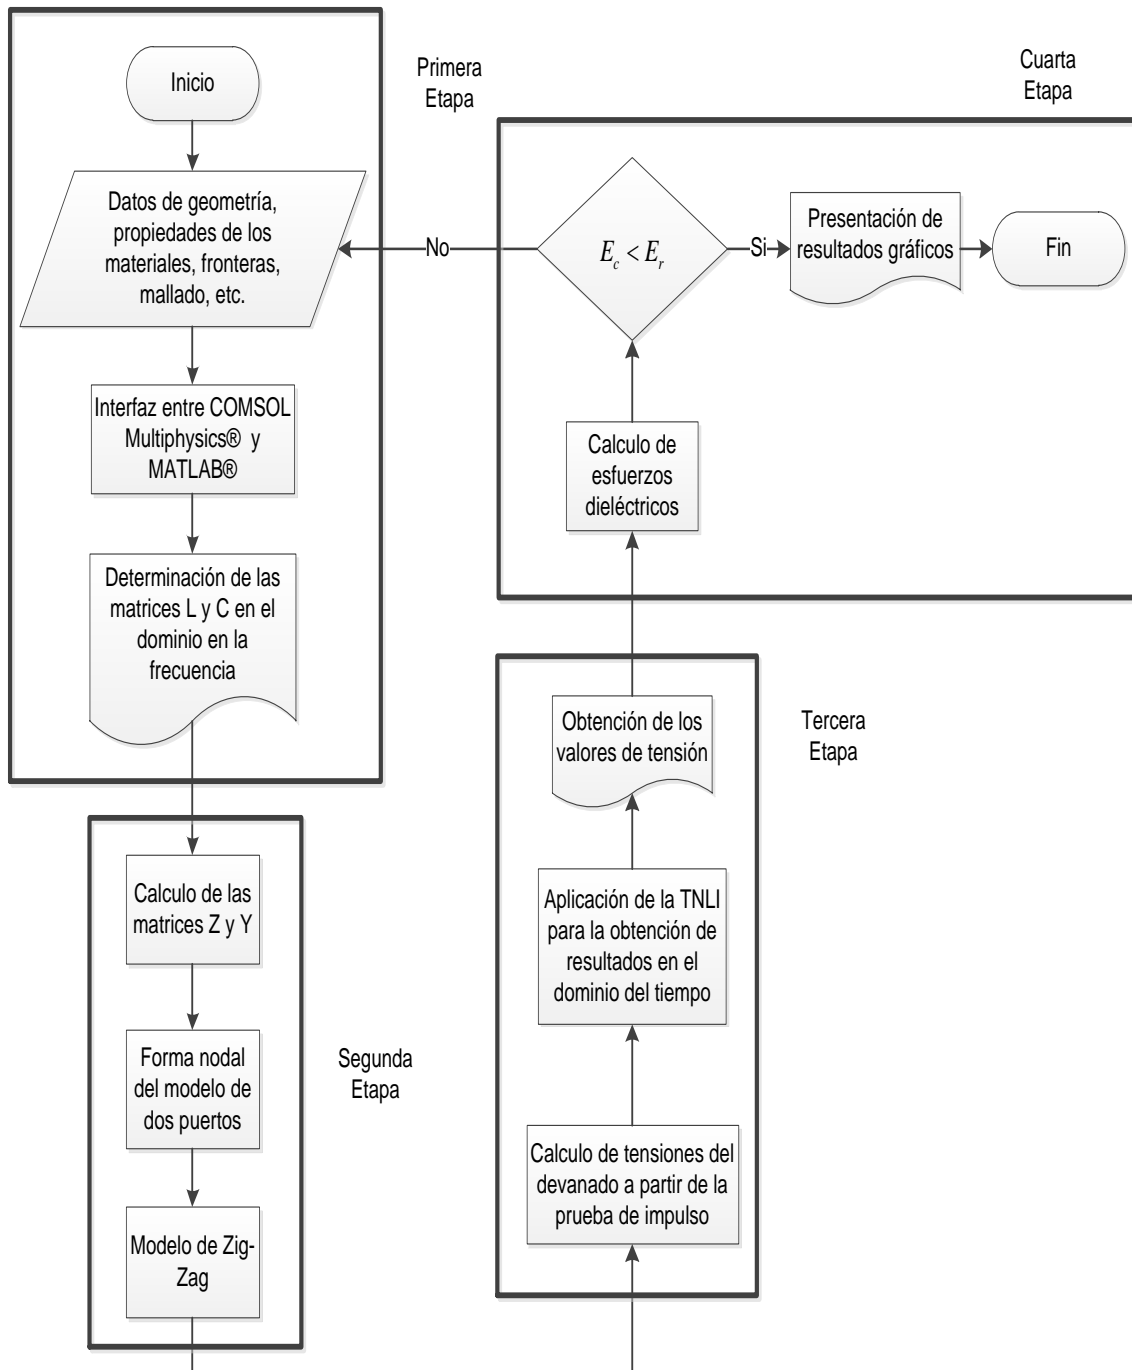 Inicio
Primera
Etapa
Datos de geometría,
propiedades de los
materiales, fronteras,
mallado, etc.
Interfaz entre COMSOL
Multiphysics® y
MATLAB®
Determinación de las
matrices L y C en el
dominio en la
frecuencia
Calculo de las
matrices Z y Y
Forma nodal
del modelo de
dos puertos
Modelo de Zig-
Zag
Segunda
Etapa
Calculo de tensiones del
devanado a partir de la
prueba de impulso
Aplicación de la TNLI
para la obtención de
resultados en el
dominio del tiempo
Obtención de los
valores de tensión
Tercera
Etapa
Calculo de
esfuerzos
dieléctricos
E_c < E_r
No
Si
Presentación de
resultados gráficos
Fin
Cuarta
Etapa